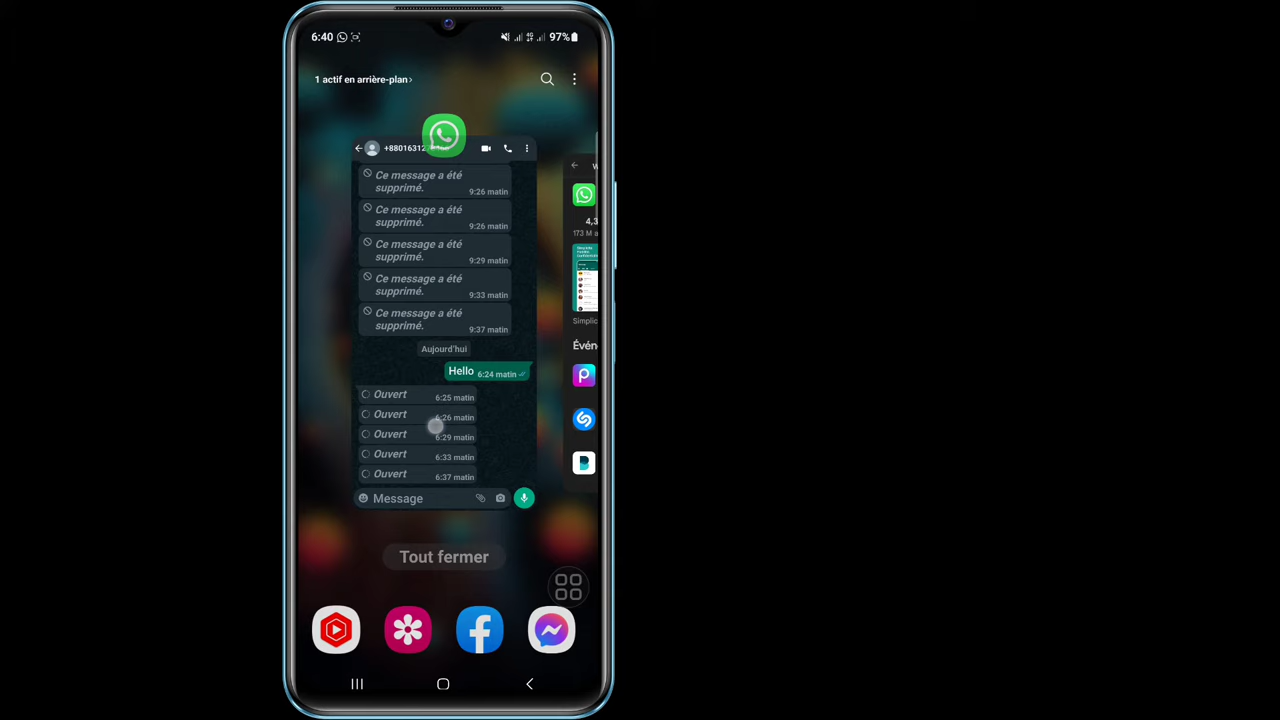 6:40
97%
1 actif en arrière-plan>
Ce message a été
supprimé.
9:26 matin
Ce message a été
supprimé.
9:26 matin
Ce message a été
supprimé.
9:29 matin
Ce message a été
supprimé.
9:33 matin
Ce message a été
supprimé.
9:37 matin
Aujourd'hui
Hello 6:24 matin
Ouvert 6:25 matin
Ouvert 6:26 matin
Ouvert 6:29 matin
Ouvert 6:33 matin
Ouvert 6:37 matin
Message
4,3
173 M a
Simplic
Évén
Tout fermer